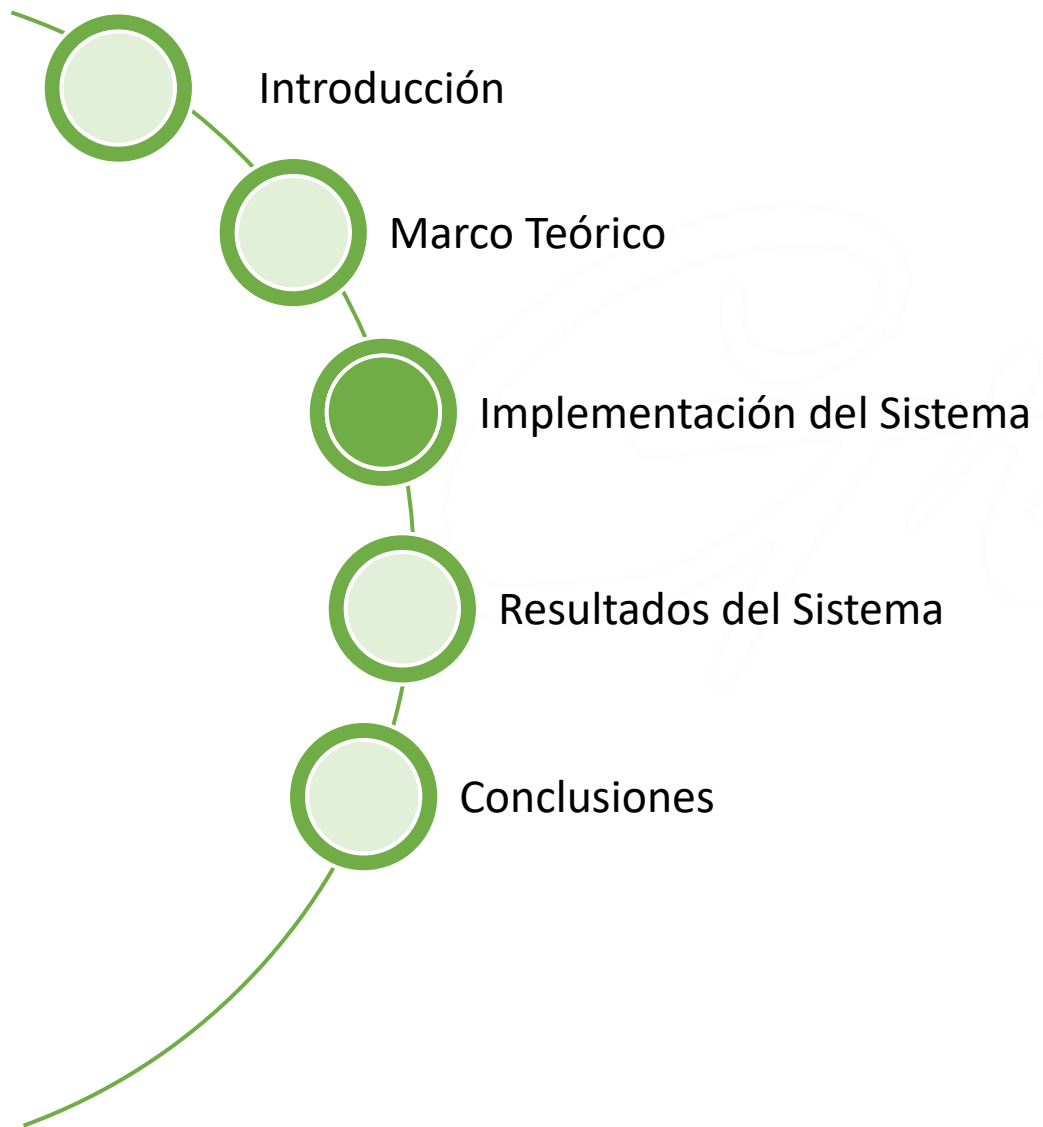 Introducción
Marco Teórico
Implementación del Sistema
Resultados del Sistema
Conclusiones